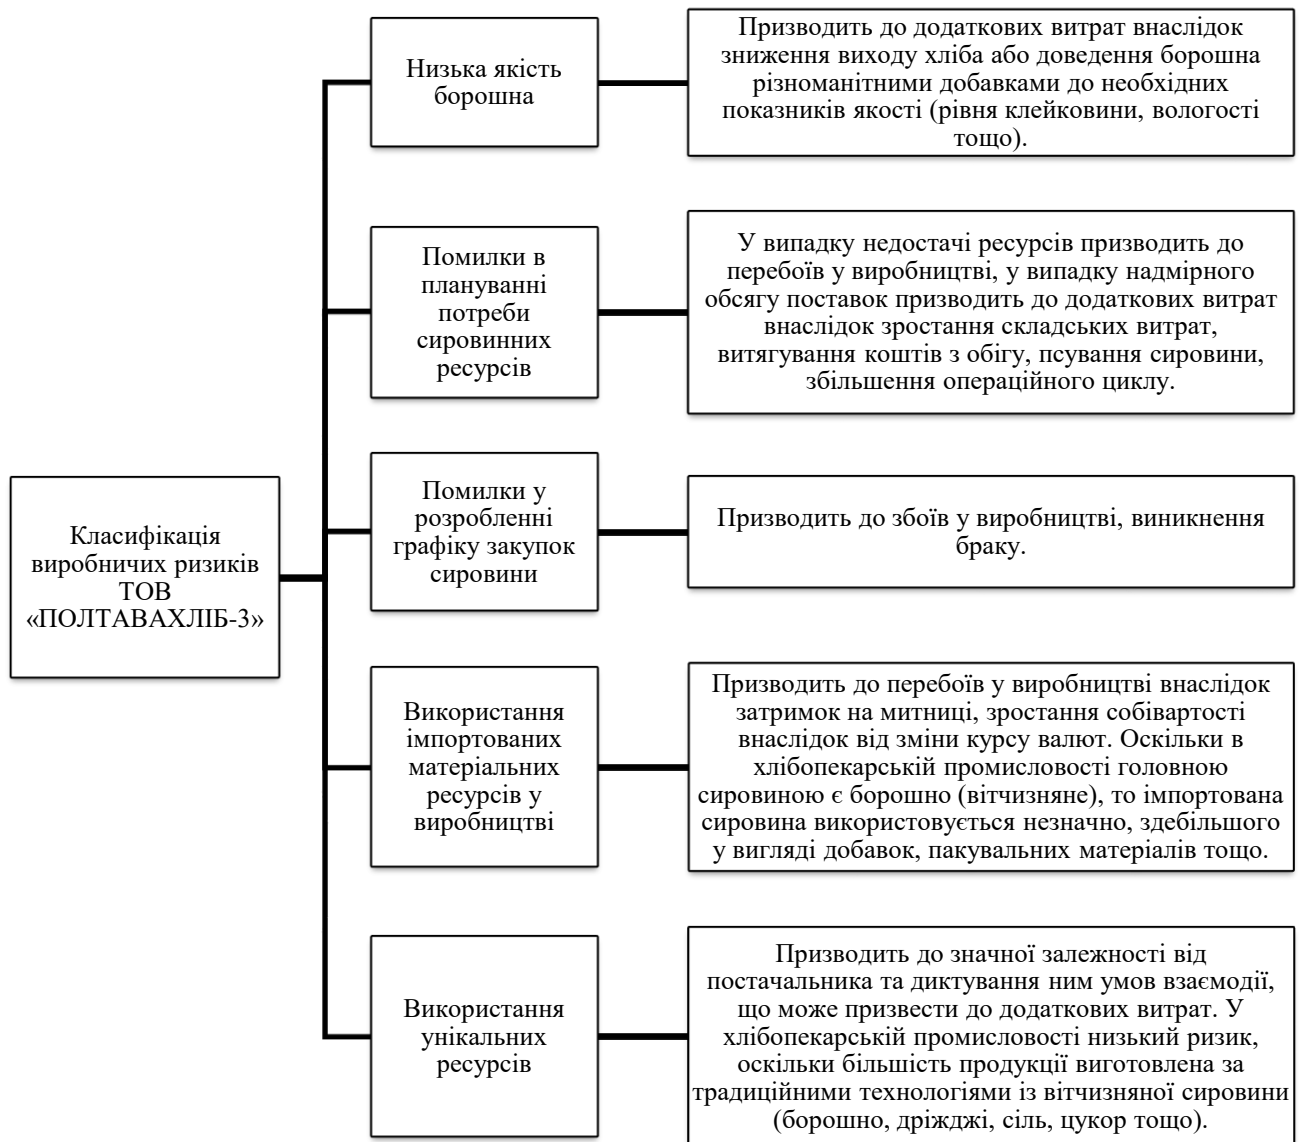 Класифікація
виробничих ризиків
ТОВ
«ПОЛТАВАХЛІБ-3»
Низька якість
борошна
Призводить до додаткових витрат внаслідок
зниження виходу хліба або доведення борошна
різноманітними добавками до необхідних
показників якості (рівня клейковини, вологості
тощо).
Помилки в
плануванні
потреби
сировинних
ресурсів
У випадку недостачі ресурсів призводить до
перебоїв у виробництві, у випадку надмірного
обсягу поставок призводить до додаткових витрат
внаслідок зростання складських витрат,
витягування коштів з обігу, псування сировини,
збільшення операційного циклу.
Помилки у
розробленні
графіку закупок
сировини
Призводить до збоїв у виробництві, виникнення
браку.
Використання
імпортованих
матеріальних
ресурсів у
виробництві
Призводить до перебоїв у виробництві внаслідок
затримок на митниці, зростання собівартості
внаслідок від зміни курсу валют. Оскільки в
хлібопекарській промисловості головною
сировиною є борошно (вітчизняне), то імпортована
сировина використовується незначно, здебільшого
у вигляді добавок, пакувальних матеріалів тощо.
Використання
унікальних
ресурсів
Призводить до значної залежності від
постачальника та диктування ним умов взаємодії,
що може призвести до додаткових витрат. У
хлібопекарській промисловості низький ризик,
оскільки більшість продукції виготовлена за
традиційними технологіями із вітчизняної сировини
(борошно, дріжджі, сіль, цукор тощо).